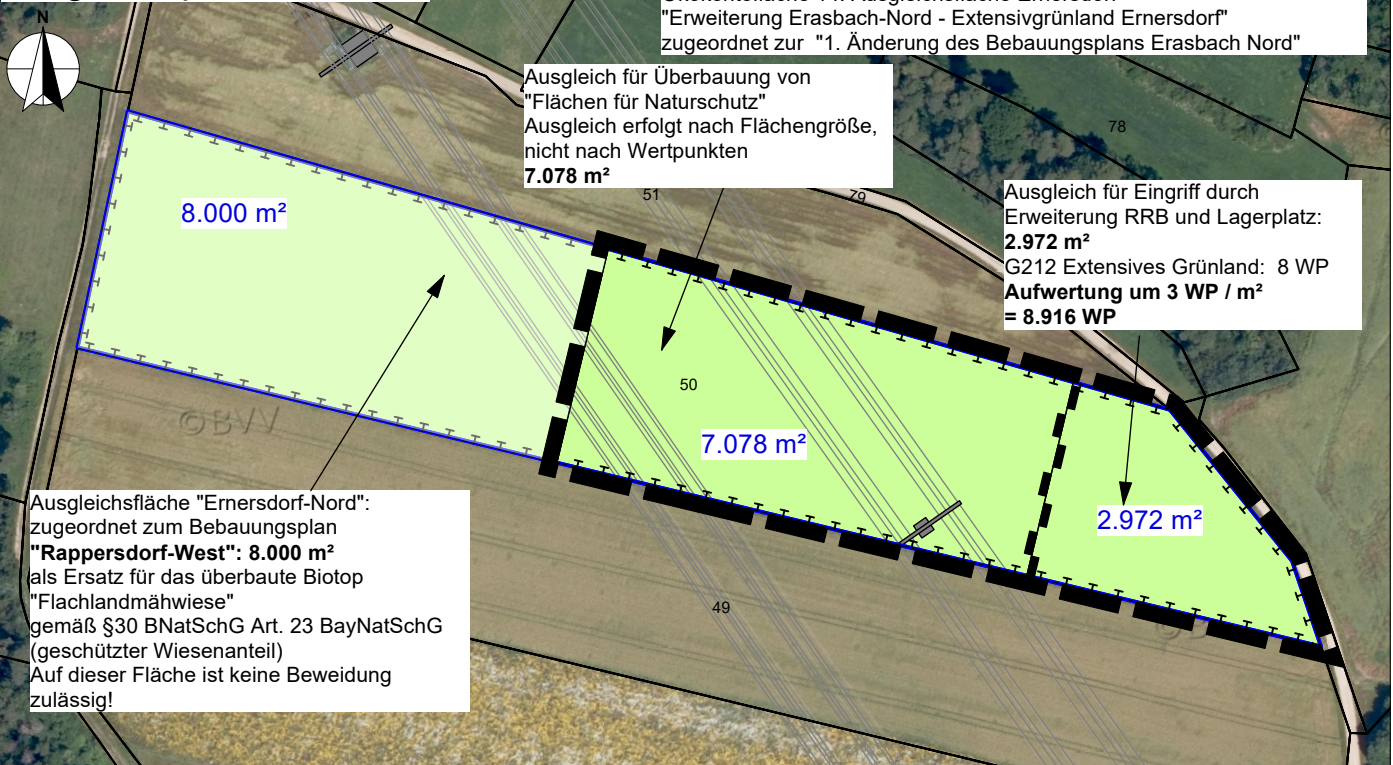 "Erweiterung Erasbach-Nord - Extensivgrünland Ernersdorf"
zugeordnet zur "1. Änderung des Bebauungsplans Erasbach Nord"
N
Ausgleich für Überbauung von
"Flächen für Naturschutz"
Ausgleich erfolgt nach Flächengröße,
nicht nach Wertpunkten
7.078 m²
78
51
79
Ausgleich für Eingriff durch
Erweiterung RRB und Lagerplatz:
2.972 m²
G212 Extensives Grünland: 8 WP
Aufwertung um 3 WP / m²
= 8.916 WP
8.000 m²
50
7.078 m²
2.972 m²
©BVV
Ausgleichsfläche "Ernersdorf-Nord":
zugeordnet zum Bebauungsplan
"Rappersdorf-West": 8.000 m²
als Ersatz für das überbaute Biotop
"Flachlandmähwiese"
gemäß §30 BNatSchG Art. 23 BayNatSchG
(geschützter Wiesenanteil)
Auf dieser Fläche ist keine Beweidung
zulässig!
49